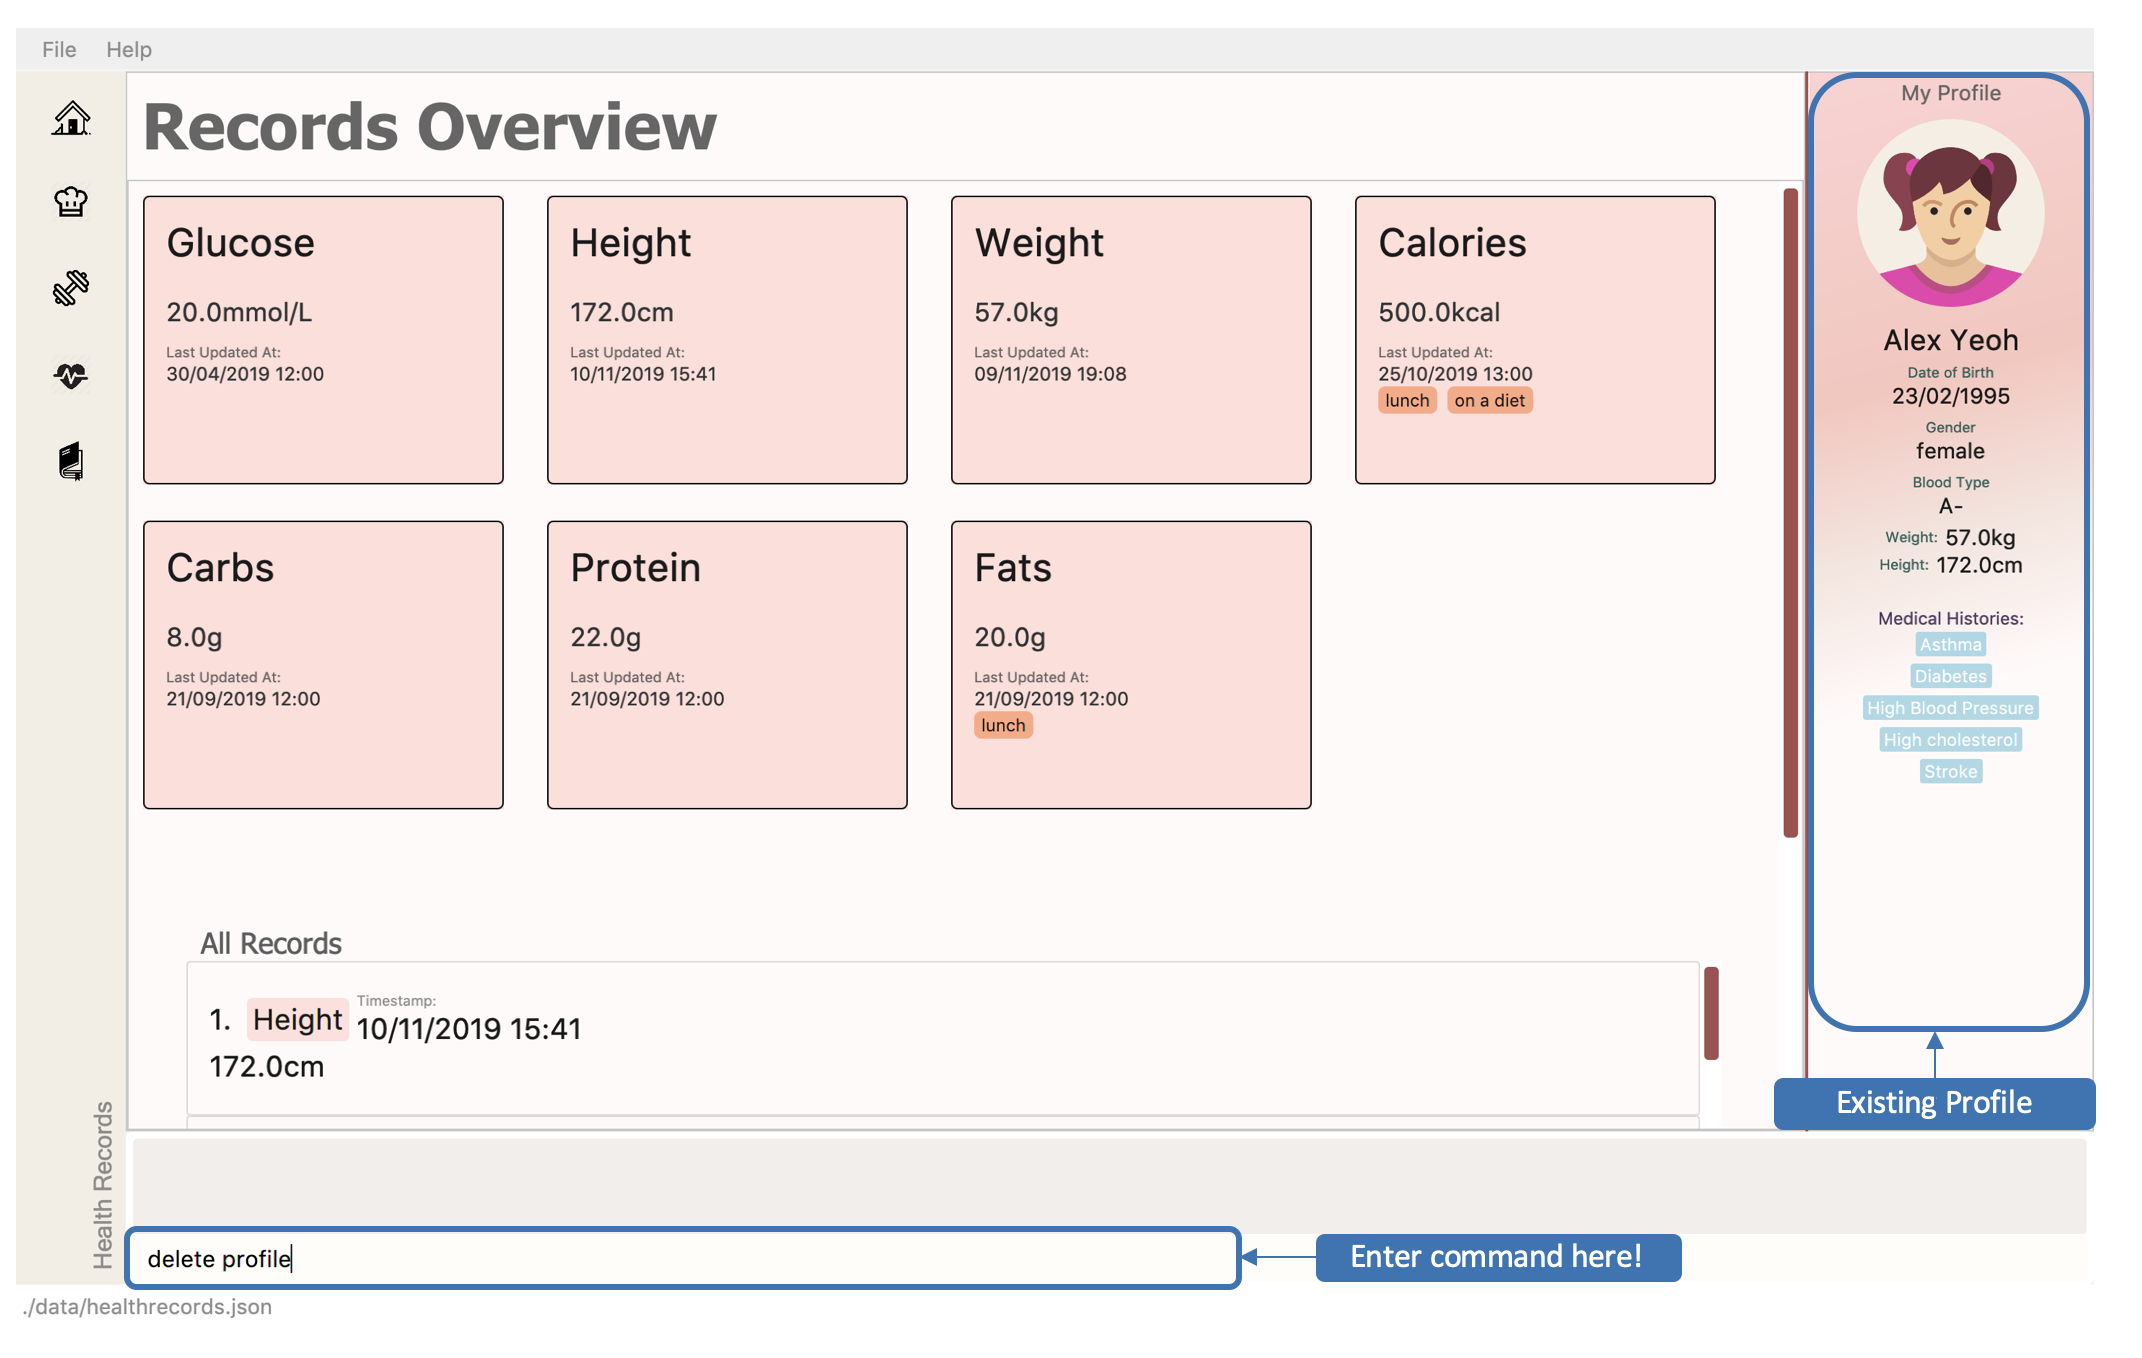 File Help
Records Overview
Glucose
20.0mmol/L
Last Updated At:
30/04/2019 12:00
Height
172.0cm
Last Updated At:
10/11/2019 15:41
Weight
57.0kg
Last Updated At:
09/11/2019 19:08
Calories
500.0kcal
Last Updated At:
25/10/2019 13:00
lunch on a diet
Carbs
8.0g
Last Updated At:
21/09/2019 12:00
Protein
22.0g
Last Updated At:
21/09/2019 12:00
Fats
20.0g
Last Updated At:
21/09/2019 12:00
lunch
All Records
1. Height
Timestamp:
10/11/2019 15:41
172.0cm
My Profile
Alex Yeoh
Date of Birth
23/02/1995
Gender
female
Blood Type
A-
Weight: 57.0kg
Height: 172.0cm
Medical Histories:
Asthma
Diabetes
High Blood Pressure
High cholesterol
Stroke
Existing Profile
Health Records
delete profile
Enter command here!
./data/healthrecords.json